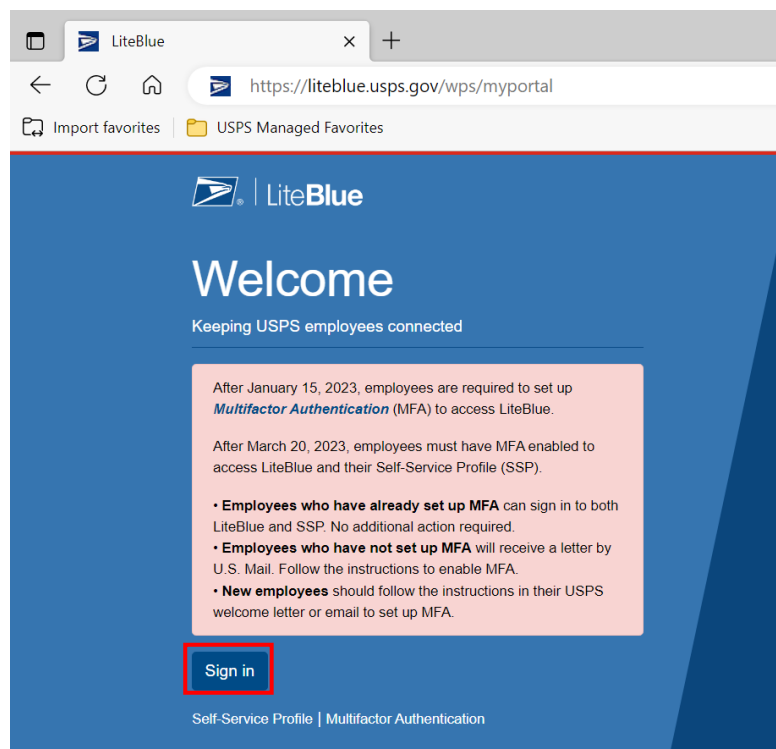 LiteBlue
https://liteblue.usps.gov/wps/myportal
Import favorites
USPS Managed Favorites
® LiteBlue
Welcome
Keeping USPS employees connected
After January 15, 2023, employees are required to set up
Multifactor Authentication (MFA) to access LiteBlue.
After March 20, 2023, employees must have MFA enabled to
access LiteBlue and their Self-Service Profile (SSP).
• Employees who have already set up MFA can sign in to both
LiteBlue and SSP. No additional action required.
• Employees who have not set up MFA will receive a letter by
U.S. Mail. Follow the instructions to enable MFA.
• New employees should follow the instructions in their USPS
welcome letter or email to set up MFA.
Sign in
Self-Service Profile | Multifactor Authentication